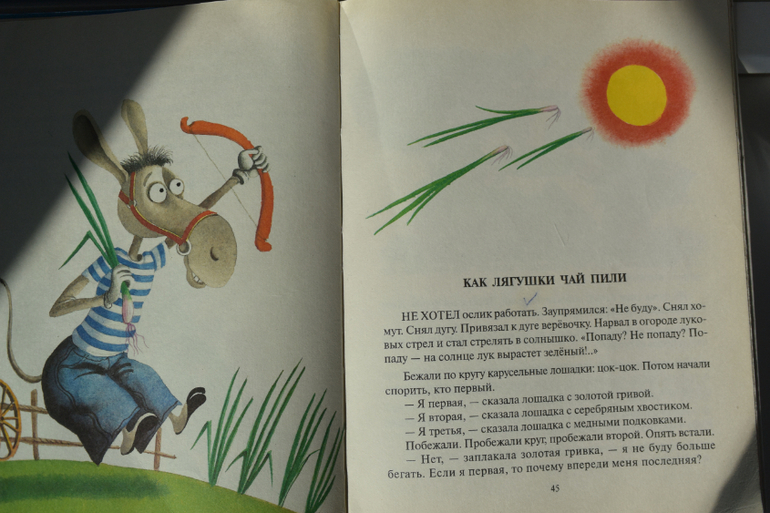 КАК ЛЯГУШКИ ЧАЙ ПИЛИ
НЕ ХОТЕЛ ослик работать. Заупрямился: «Не буду». Снял хо-
мут. Снял дугу. Привязал к дуге верёвочку. Нарвал в огороде луко-
вых стрел и стал стрелять в солнышко. «Попаду? Не попаду? По-
паду — на солнце лук вырастет зелёный!..»
Бежали по кругу карусельные лошадки: цок-цок. Потом начали
спорить, кто первый.
— Я первая, — сказала лошадка с золотой гривой.
— Я вторая, — сказала лошадка с серебряным хвостиком.
— Я третья, — сказала лошадка с медными подковками.
Побежали. Пробежали круг, пробежали второй. Опять встали.
— Нет, — заплакала золотая гривка, — я не буду больше
бегать. Если я первая, то почему впереди меня последняя?
45